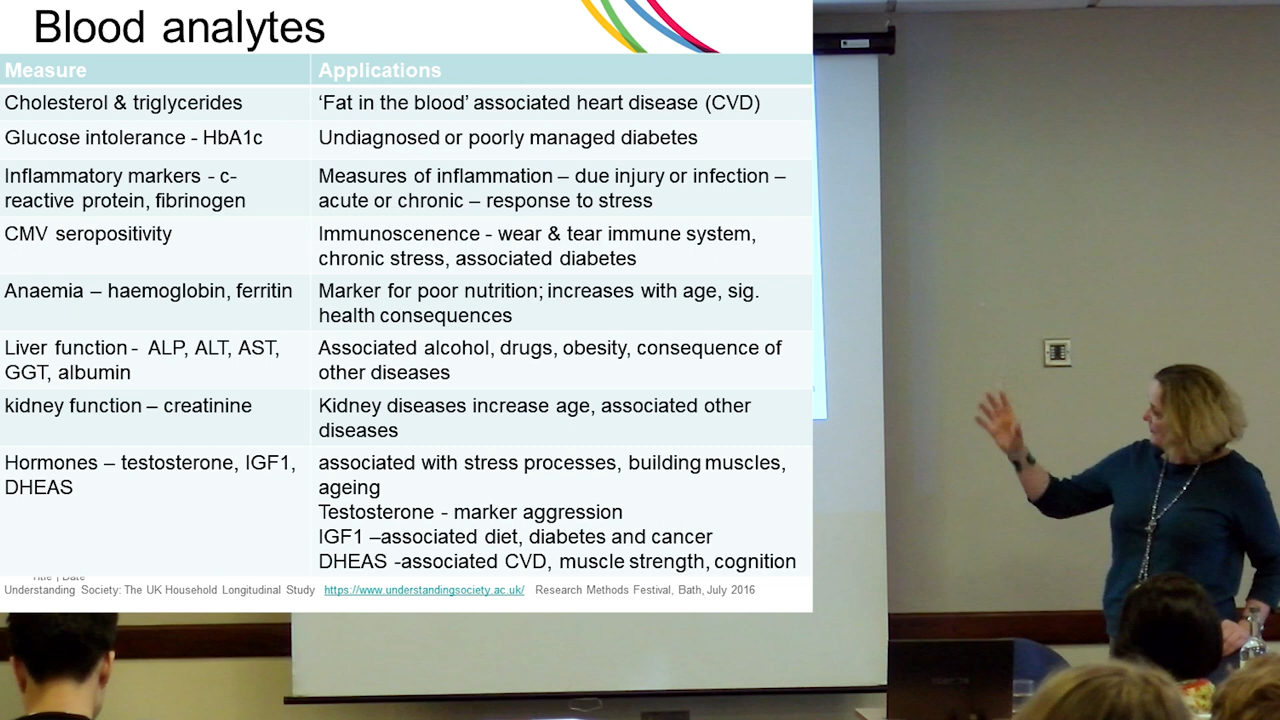 Blood analytes
Measure
Applications
Cholesterol & triglycerides
‘Fat in the blood’ associated heart disease (CVD)
Glucose intolerance - HbA1c
Undiagnosed or poorly managed diabetes
Inflammatory markers - c-
reactive protein, fibrinogen
Measures of inflammation – due injury or infection –
acute or chronic – response to stress
CMV seropositivity
Immunoscenence - wear & tear immune system,
chronic stress, associated diabetes
Anaemia – haemoglobin, ferritin
Marker for poor nutrition; increases with age, sig.
health consequences
Liver function - ALP, ALT, AST,
GGT, albumin
Associated alcohol, drugs, obesity, consequence of
other diseases
kidney function – creatinine
Kidney diseases increase age, associated other
diseases
Hormones – testosterone, IGF1,
DHEAS
associated with stress processes, building muscles,
ageing
Testosterone - marker aggression
IGF1 –associated diet, diabetes and cancer
DHEAS -associated CVD, muscle strength, cognition
Title | Date
Understanding Society: The UK Household Longitudinal Study https://www.understandingsociety.ac.uk/ Research Methods Festival, Bath, July 2016